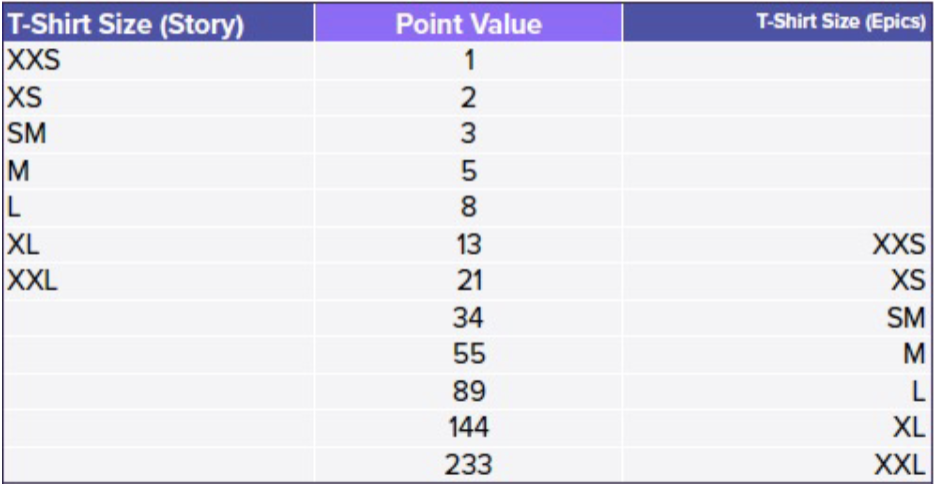 T-Shirt Size (Story) Point Value T-Shirt Size (Epics)
XXS 1
XS 2
SM 3
M 5
L 8
XL 13 XXS
XXL 21 XS
34 SM
55 M
89 L
144 XL
233 XXL